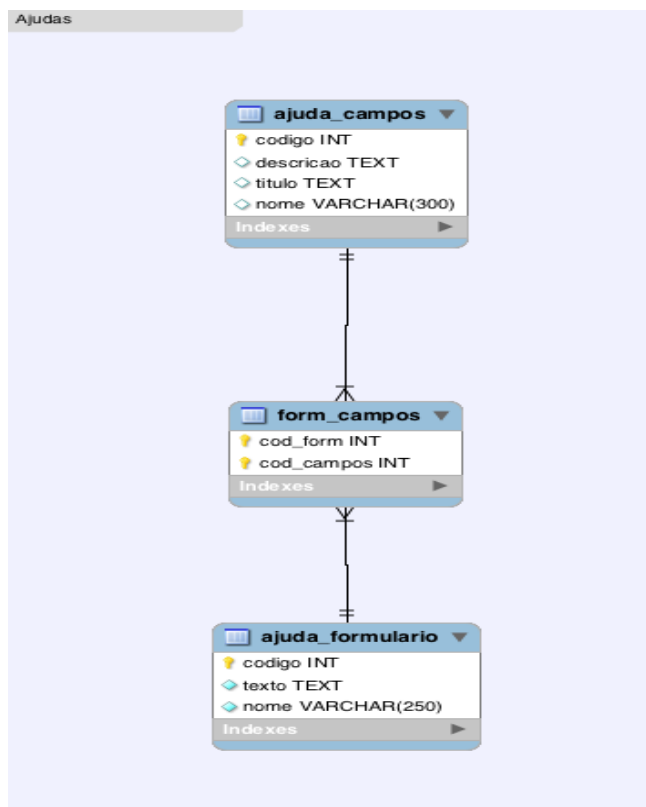 Ajudas
ajuda_campos
codigo INT
descricao TEXT
titulo TEXT
nome VARCHAR(300)
Indexes
form_campos
cod_form INT
cod_campos INT
Indexes
ajuda_formulario
codigo INT
texto TEXT
nome VARCHAR(250)
Indexes